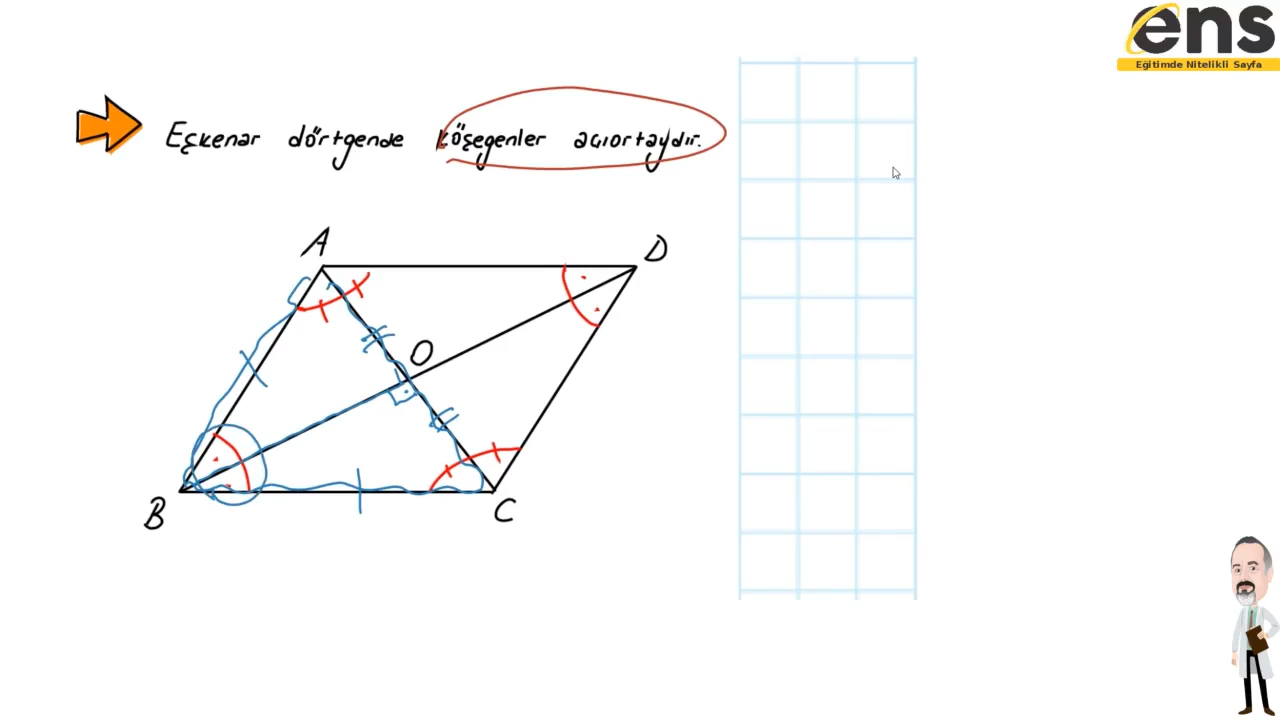 ens
Eğitimde Nitelikli Sayfa
Eşkenar dörtgende köşegenler açıortaydır.
A
D
O
B
C